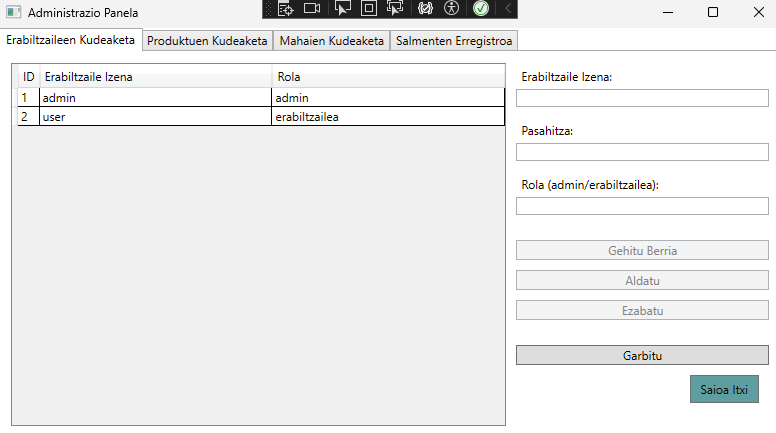 Administrazio Panela
Erabiltzaileen Kudeaketa Produktuen Kudeaketa Mahaien Kudeaketa Salmenten Erregistroa
ID Erabiltzaile Izena Rola
1 admin admin
2 user erabiltzailea
Erabiltzaile Izena:
Pasahitza:
Rola (admin/erabiltzailea):
Gehitu Berria
Aldatu
Ezabatu
Garbitu
Saioa Itxi